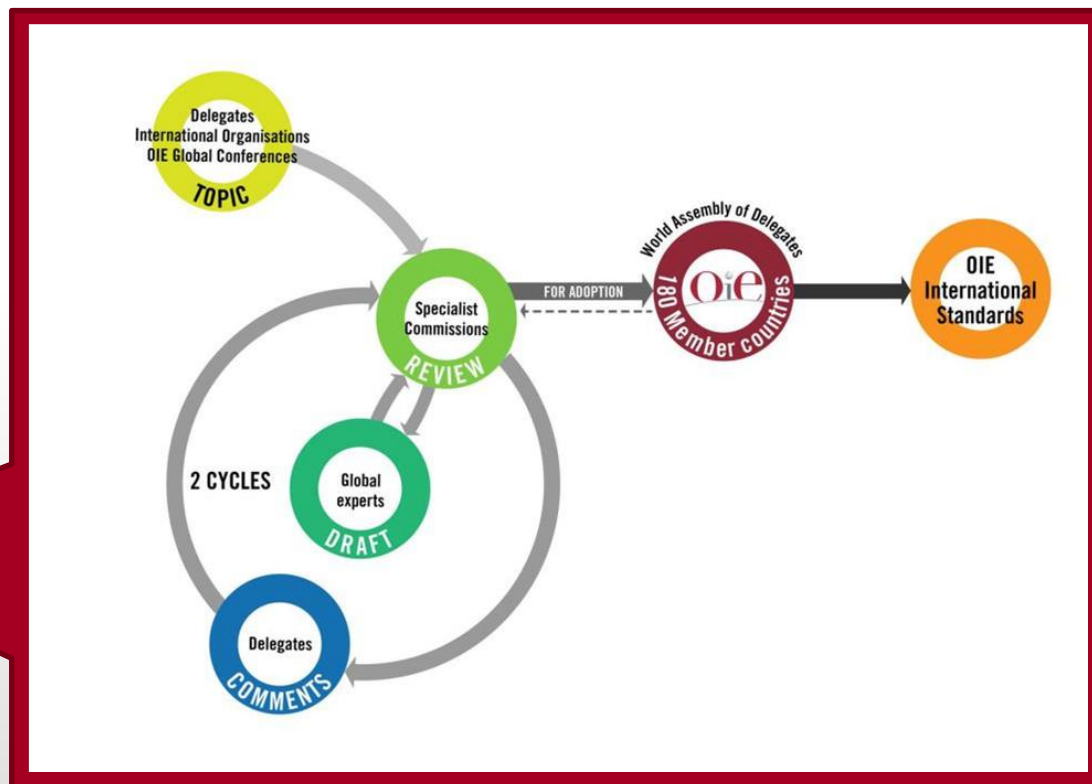 Delegates
International Organisations
OIE Global Conferences
TOPIC
Specialist
Commissions
REVIEW
FOR ADOPTION
World Assembly of Delegates
OiE
180 Member countries
OIE
International
Standards
2 CYCLES
Global
experts
DRAFT
Delegates
COMMENTS